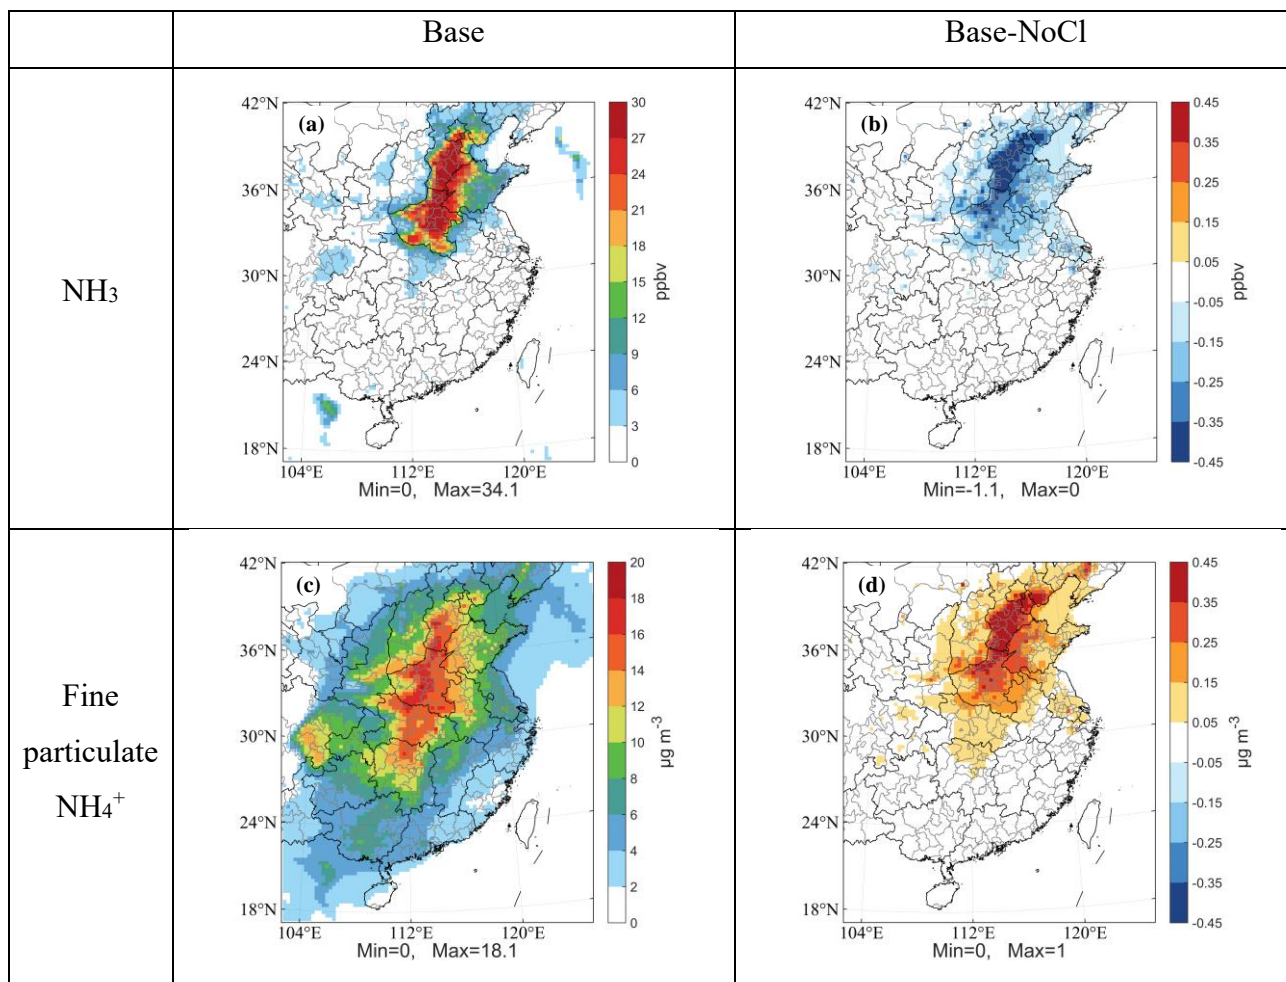 Base
Base-NoCl
NH3
(a)
42°N
36°N
30°N
24°N
18°N
104°E
112°E
120°E
Min=0, Max=34.1
30
27
24
21
18
15
12
9
6
3
0
ppbv
(b)
42°N
36°N
30°N
24°N
18°N
104°E
112°E
120°E
Min=-1.1, Max=0
0.45
0.35
0.25
0.15
0.05
-0.05
-0.15
-0.25
-0.35
-0.45
ppbv
Fine
particulate
NH4+
(c)
42°N
36°N
30°N
24°N
18°N
104°E
112°E
120°E
Min=0, Max=18.1
20
18
16
14
12
10
8
6
4
2
0
µg m-3
(d)
42°N
36°N
30°N
24°N
18°N
104°E
112°E
120°E
Min=0, Max=1
0.45
0.35
0.25
0.15
0.05
-0.05
-0.15
-0.25
-0.35
-0.45
µg m-3